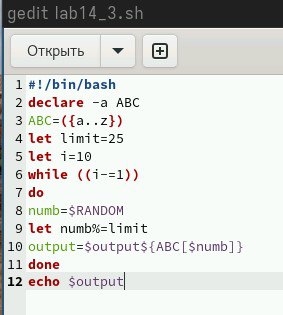 gedit lab14_3.sh
Открыть
1 #!/bin/bash
2 declare -a ABC
3 ABC=({a..z})
4 let limit=25
5 let i=10
6 while ((i-=1))
7 do
8 numb=$RANDOM
9 let numb%=limit
10 output=$output${ABC[$numb]}
11 done
12 echo $output